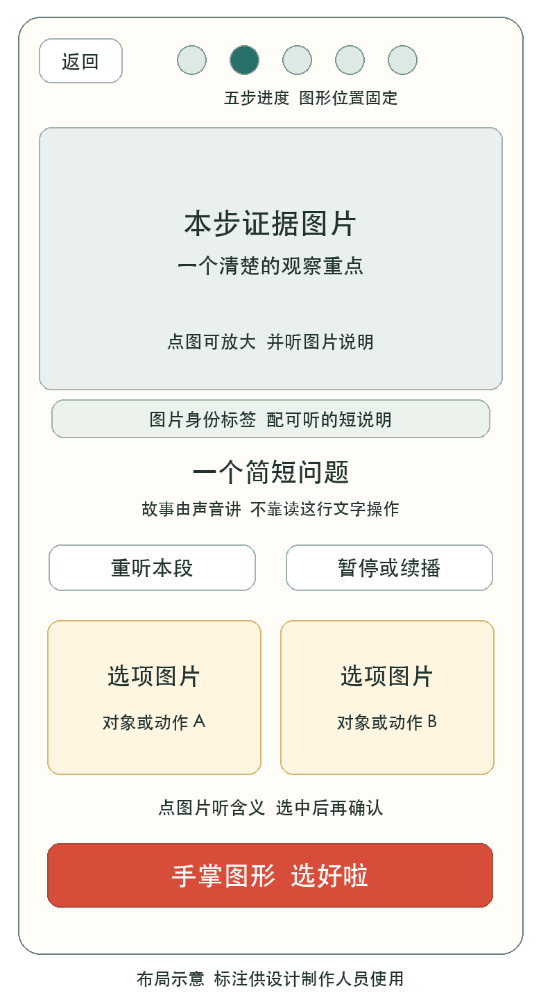 返回
五步进度 图形位置固定
本步证据图片
一个清楚的观察重点
点图可放大 并听图片说明
图片身份标签 配可听的短说明
一个简短问题
故事由声音讲 不靠读这行文字操作
重听本段
暂停或续播
选项图片
对象或动作 A
选项图片
对象或动作 B
点图片听含义 选中后再确认
手掌图形 选好啦
布局示意 标注供设计制作人员使用